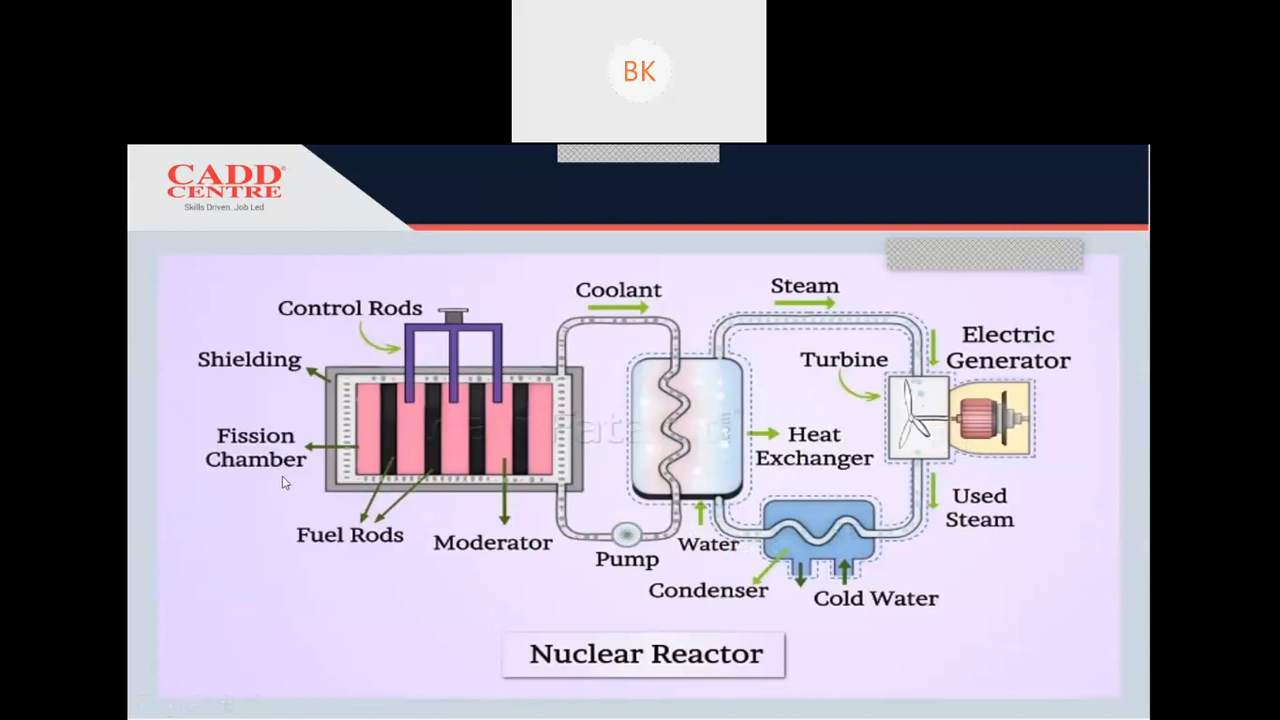 BK
CADD
CENTRE
Skills Driven. Job Led
Coolant
Steam
Control Rods
Electric
Generator
Shielding
Turbine
Fission
Chamber
Heat
Exchanger
Used
Steam
Fuel Rods
Moderator
Pump
Water
Condenser
Cold Water
Nuclear Reactor